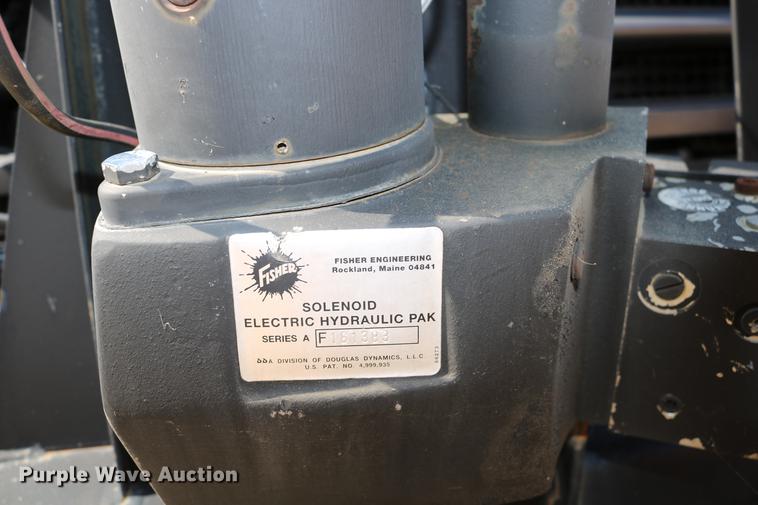 FISHER
FISHER ENGINEERING
Rockland, Maine 04841
SOLENOID
ELECTRIC HYDRAULIC PAK
SERIES A F161393
A DIVISION OF DOUGLAS DYNAMICS, L.L.C
U.S. PAT. NO. 4,999,935
Purple Wave Auction